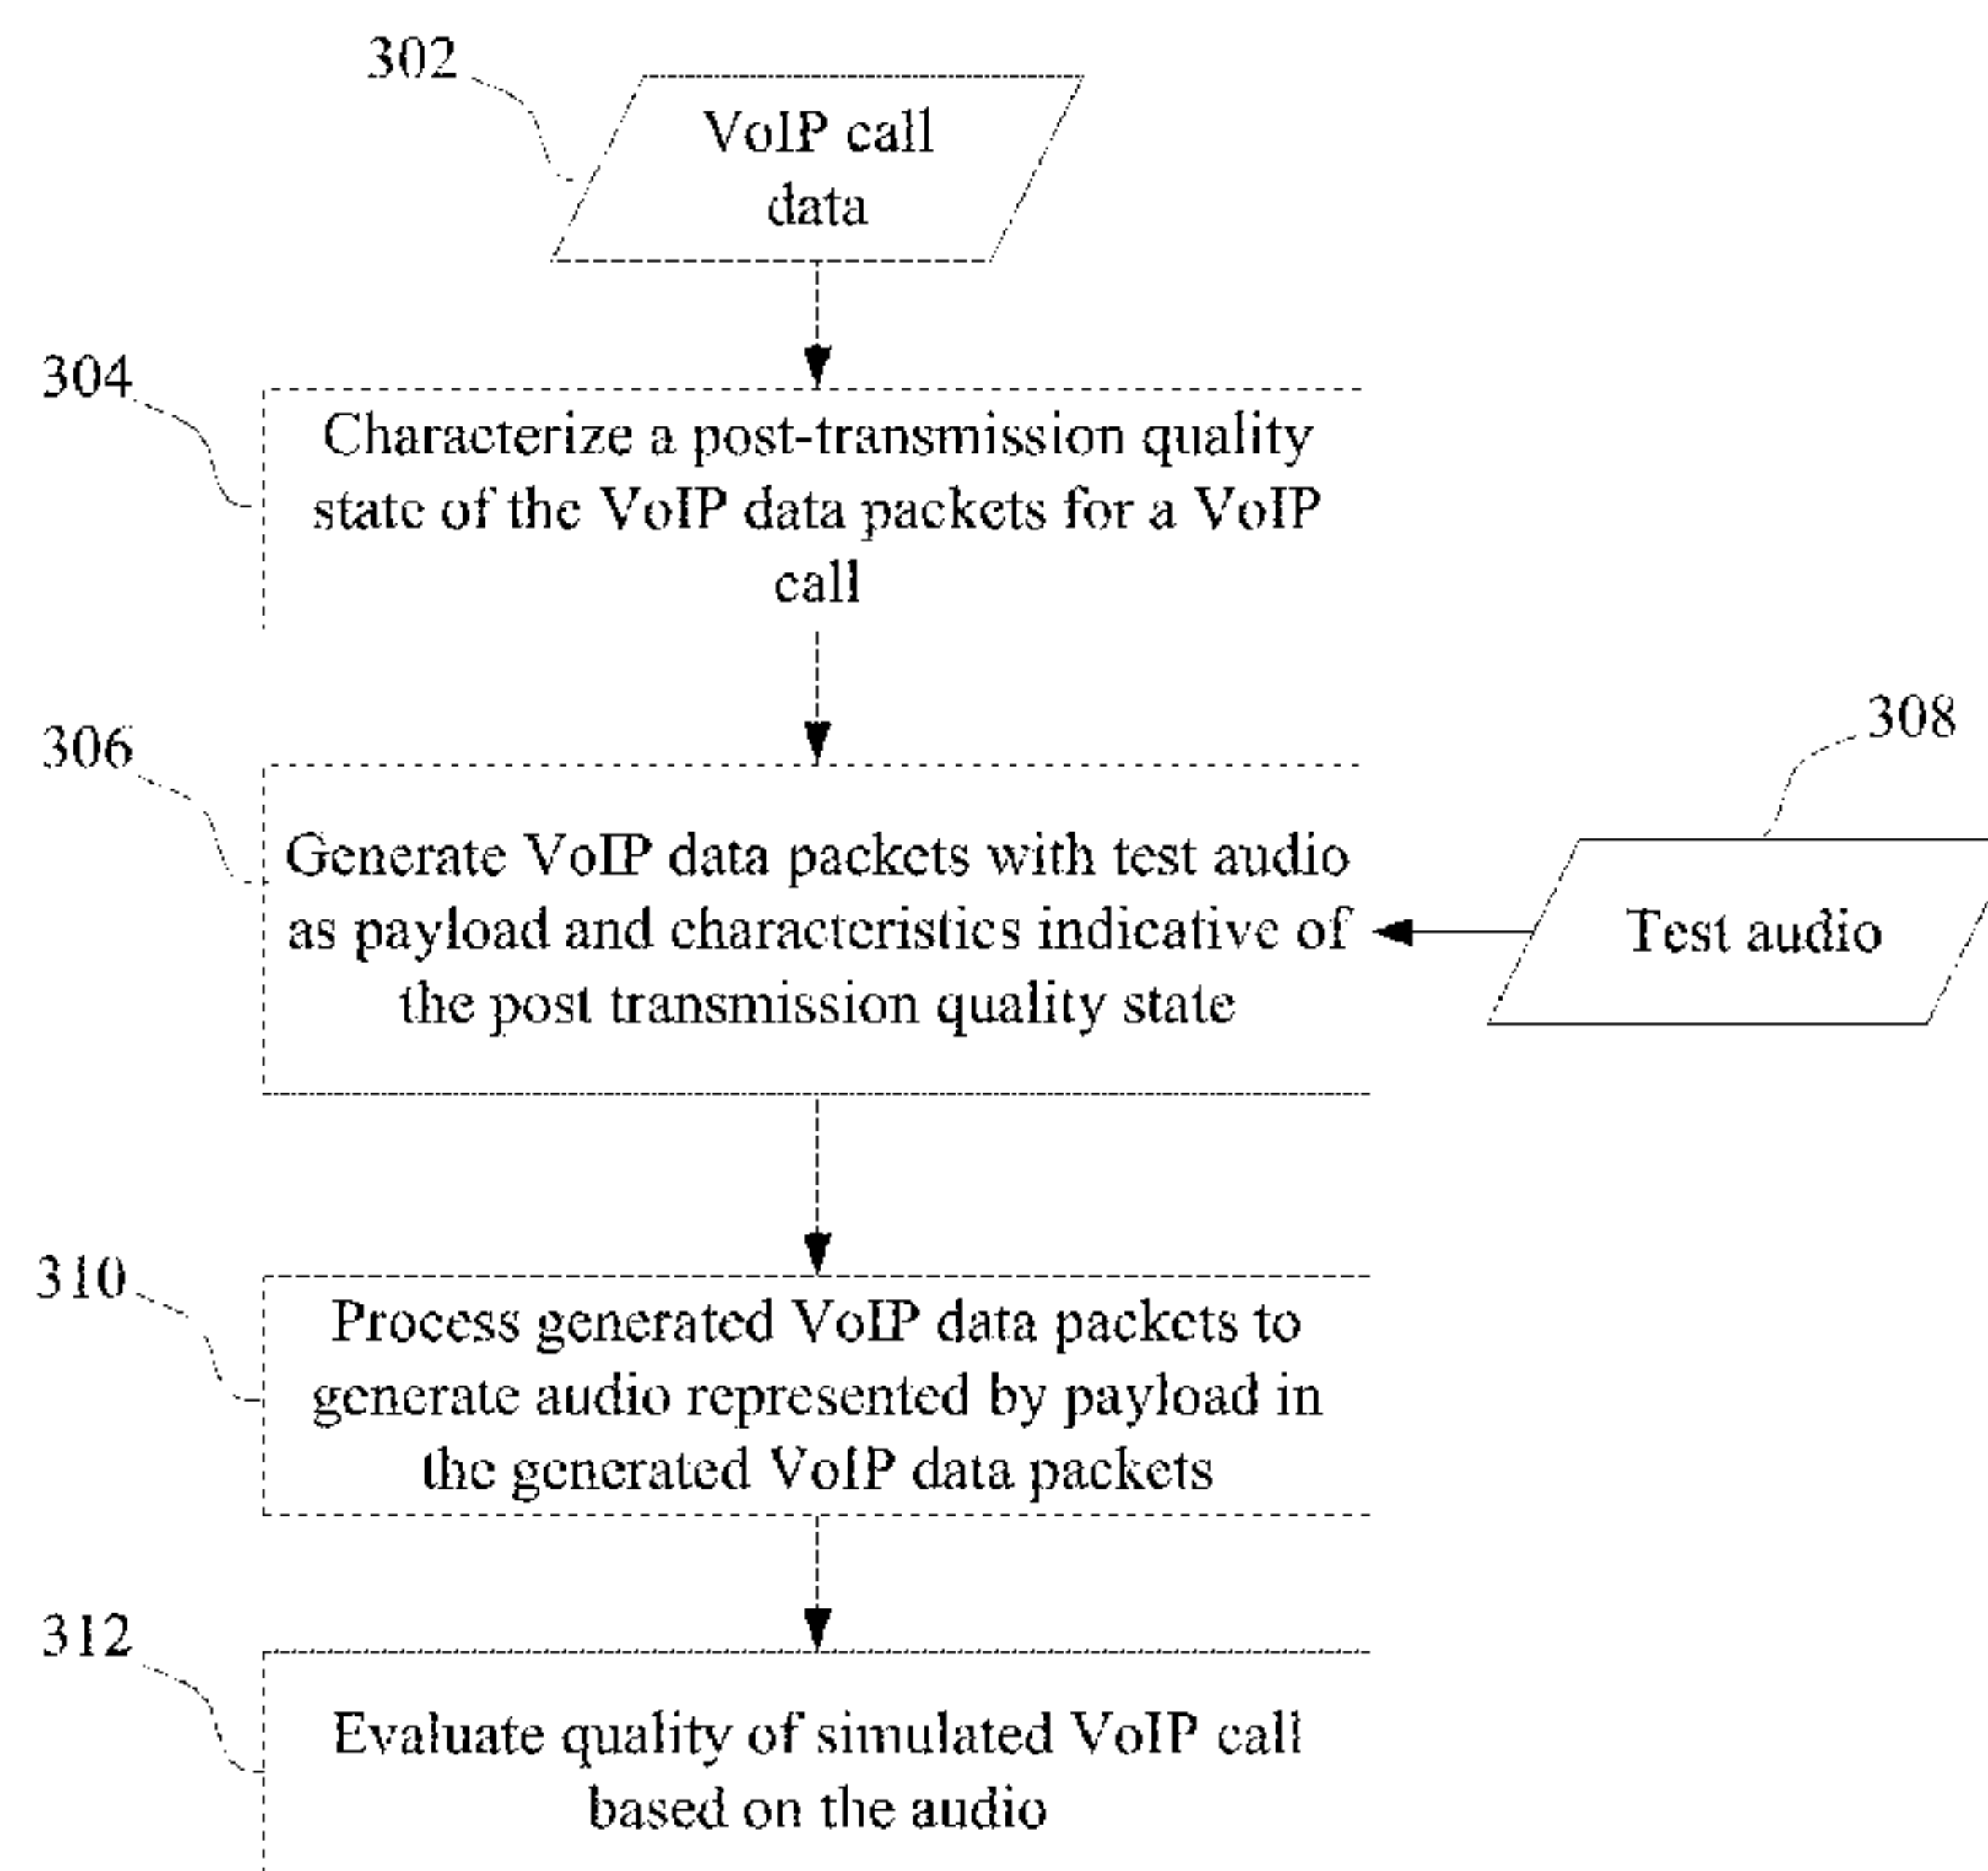 302
VoIP call
data
304
Characterize a post-transmission quality
state of the VoIP data packets for a VoIP
call
306
308
Generate VoIP data packets with test audio
as payload and characteristics indicative of
the post transmission quality state
Test audio
310
Process generated VoIP data packets to
generate audio represented by payload in
the generated VoIP data packets
312
Evaluate quality of simulated VoIP call
based on the audio